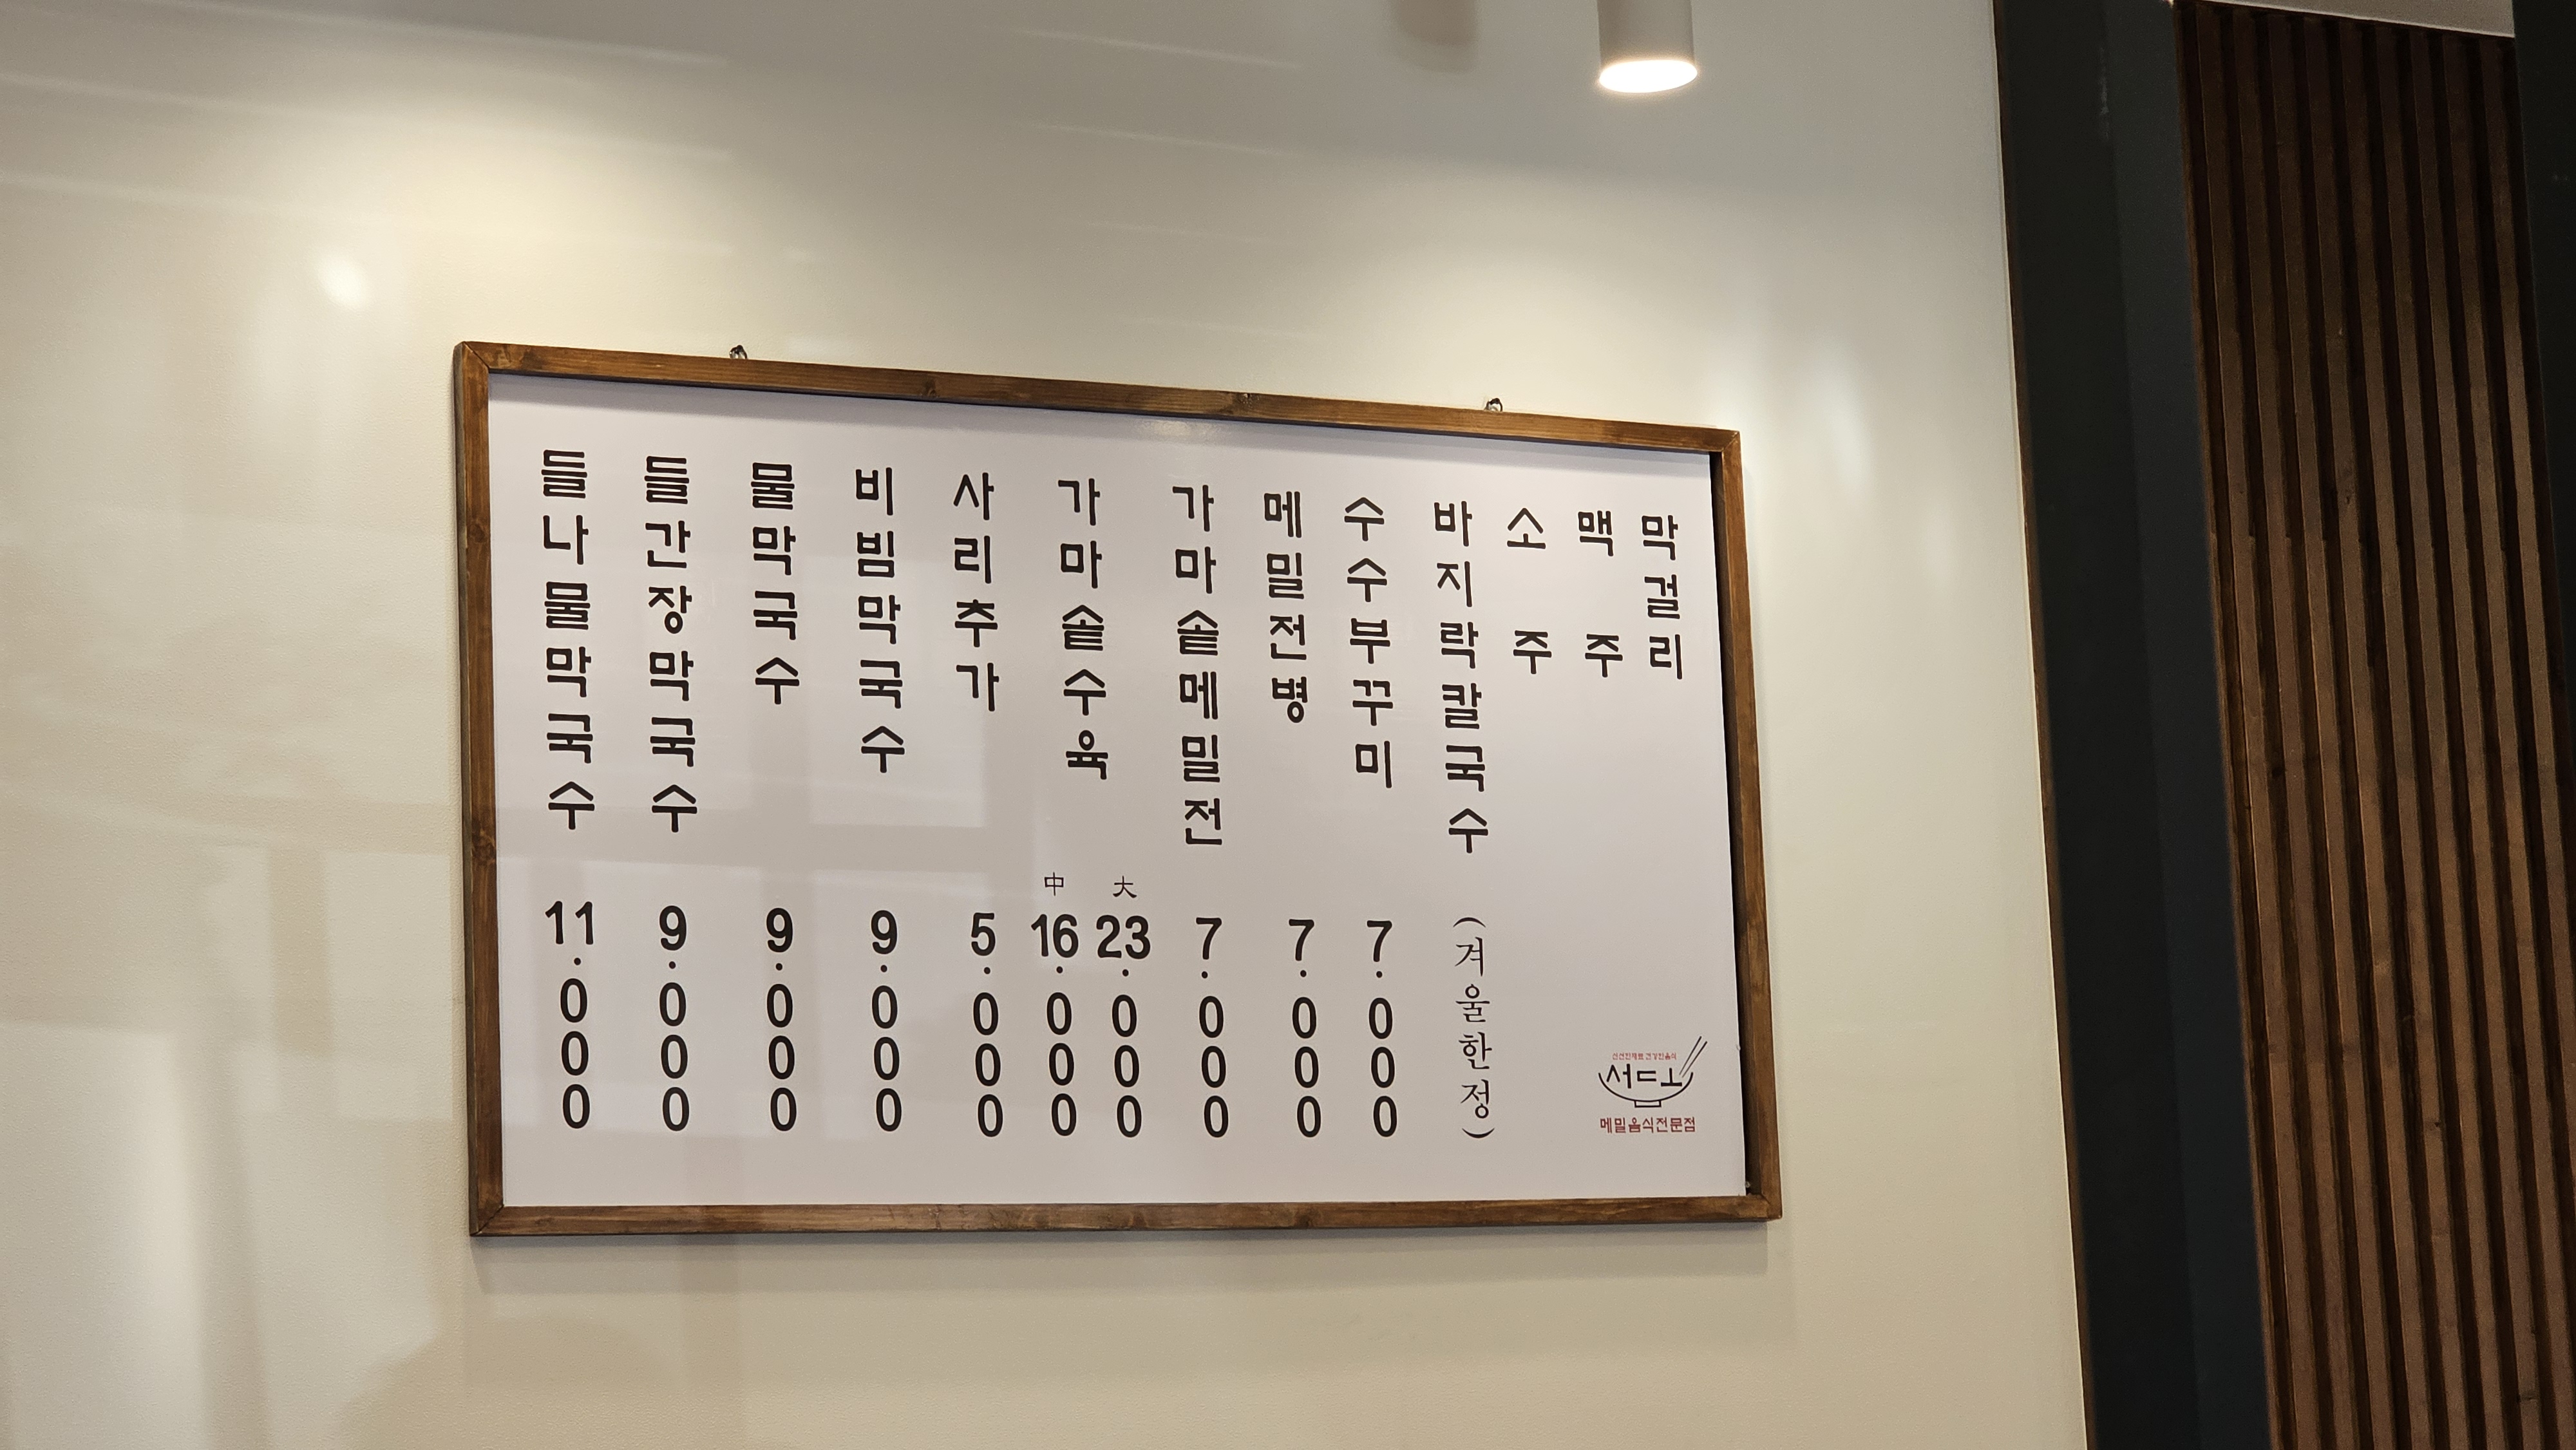 들나물막국수 11.000
들간장막국수 9.000
물막국수 9.000
비빔막국수 9.000
사리추가 5.000
가마솥수육 中 16.000 大 23.000
가마솥메밀전 7.000
메밀전병 7.000
수수부꾸미 7.000
바지락칼국수 (겨울한정)
소주
맥주
막걸리
메밀음식전문점